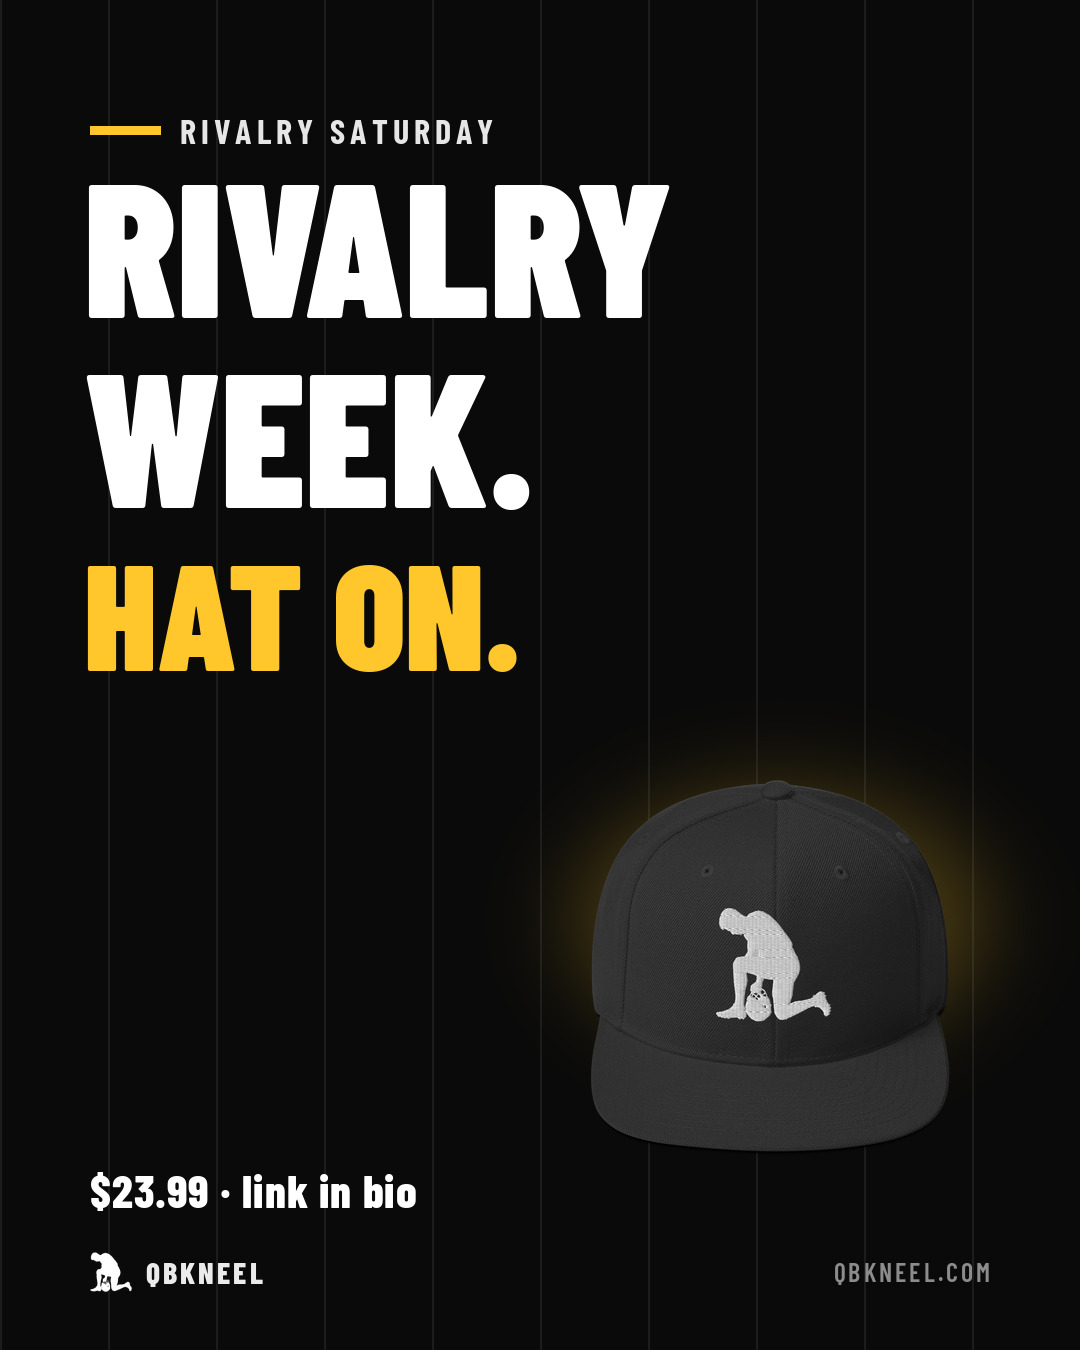 RIVALRY SATURDAY
RIVALRY
WEEK.
HAT ON.
$23.99 · link in bio
QBKNEEL
QBKNEEL.COM